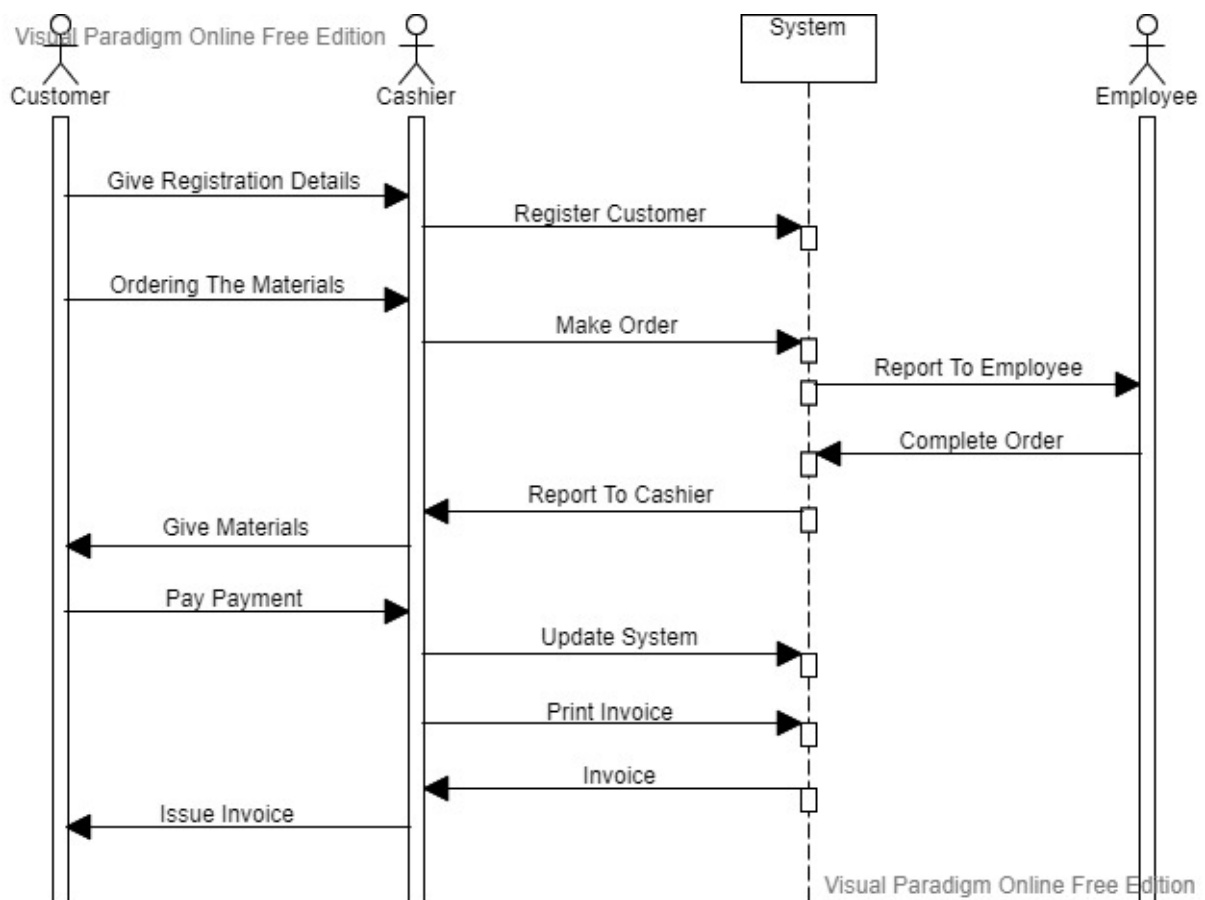 Visual Paradigm Online Free Edition
System
Customer
Cashier
Employee
Give Registration Details
Register Customer
Ordering The Materials
Make Order
Report To Employee
Complete Order
Report To Cashier
Give Materials
Pay Payment
Update System
Print Invoice
Invoice
Issue Invoice
Visual Paradigm Online Free Edition